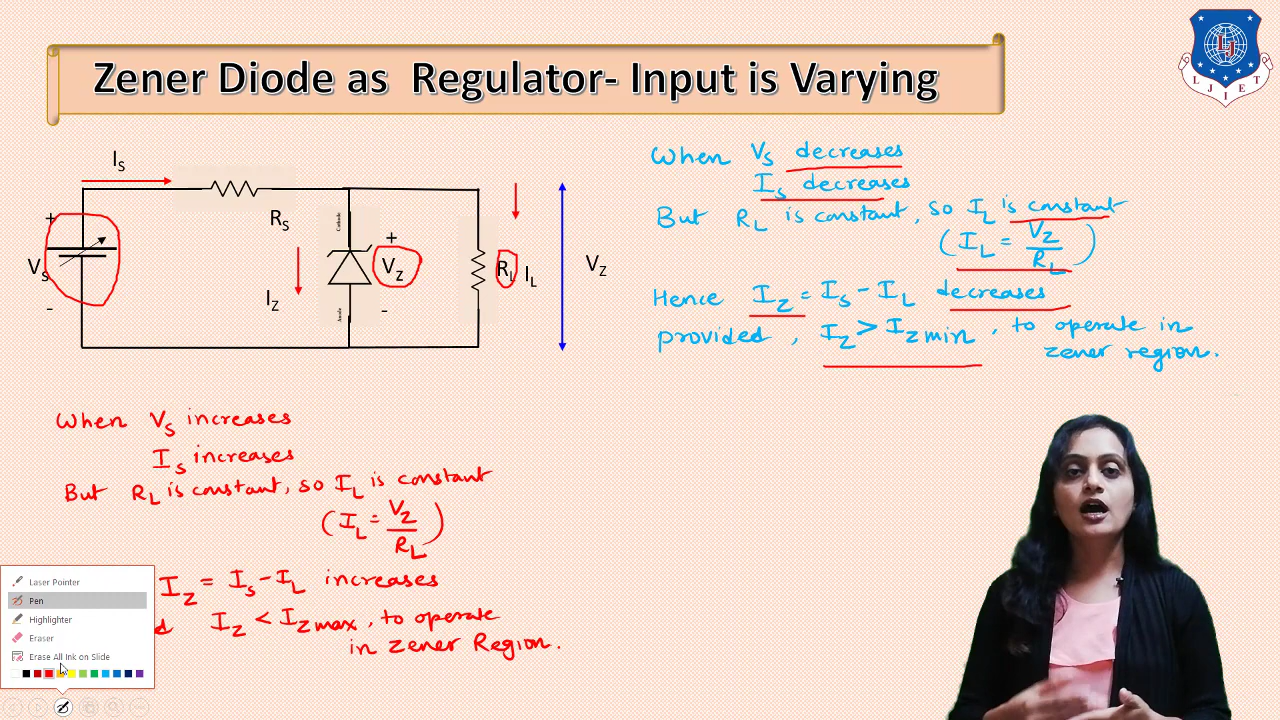 Zener Diode as Regulator- Input is Varying
L J I E T
LJ
IS
RS
+
VS
-
IZ
Cathode
Anode
+
VZ
-
RL
IL
VZ
When VS decreases
IS decreases
But RL is constant, so IL is constant
(IL = VZ/RL)
Hence IZ = IS - IL decreases
provided, IZ > IZmin, to operate in
zener region.
When VS increases
IS increases
But RL is constant, so IL is constant
(IL = VZ/RL)
IZ = IS - IL increases
d IZ < IZmax, to operate
in Zener Region.
Laser Pointer
Pen
Highlighter
Eraser
Erase All Ink on Slide